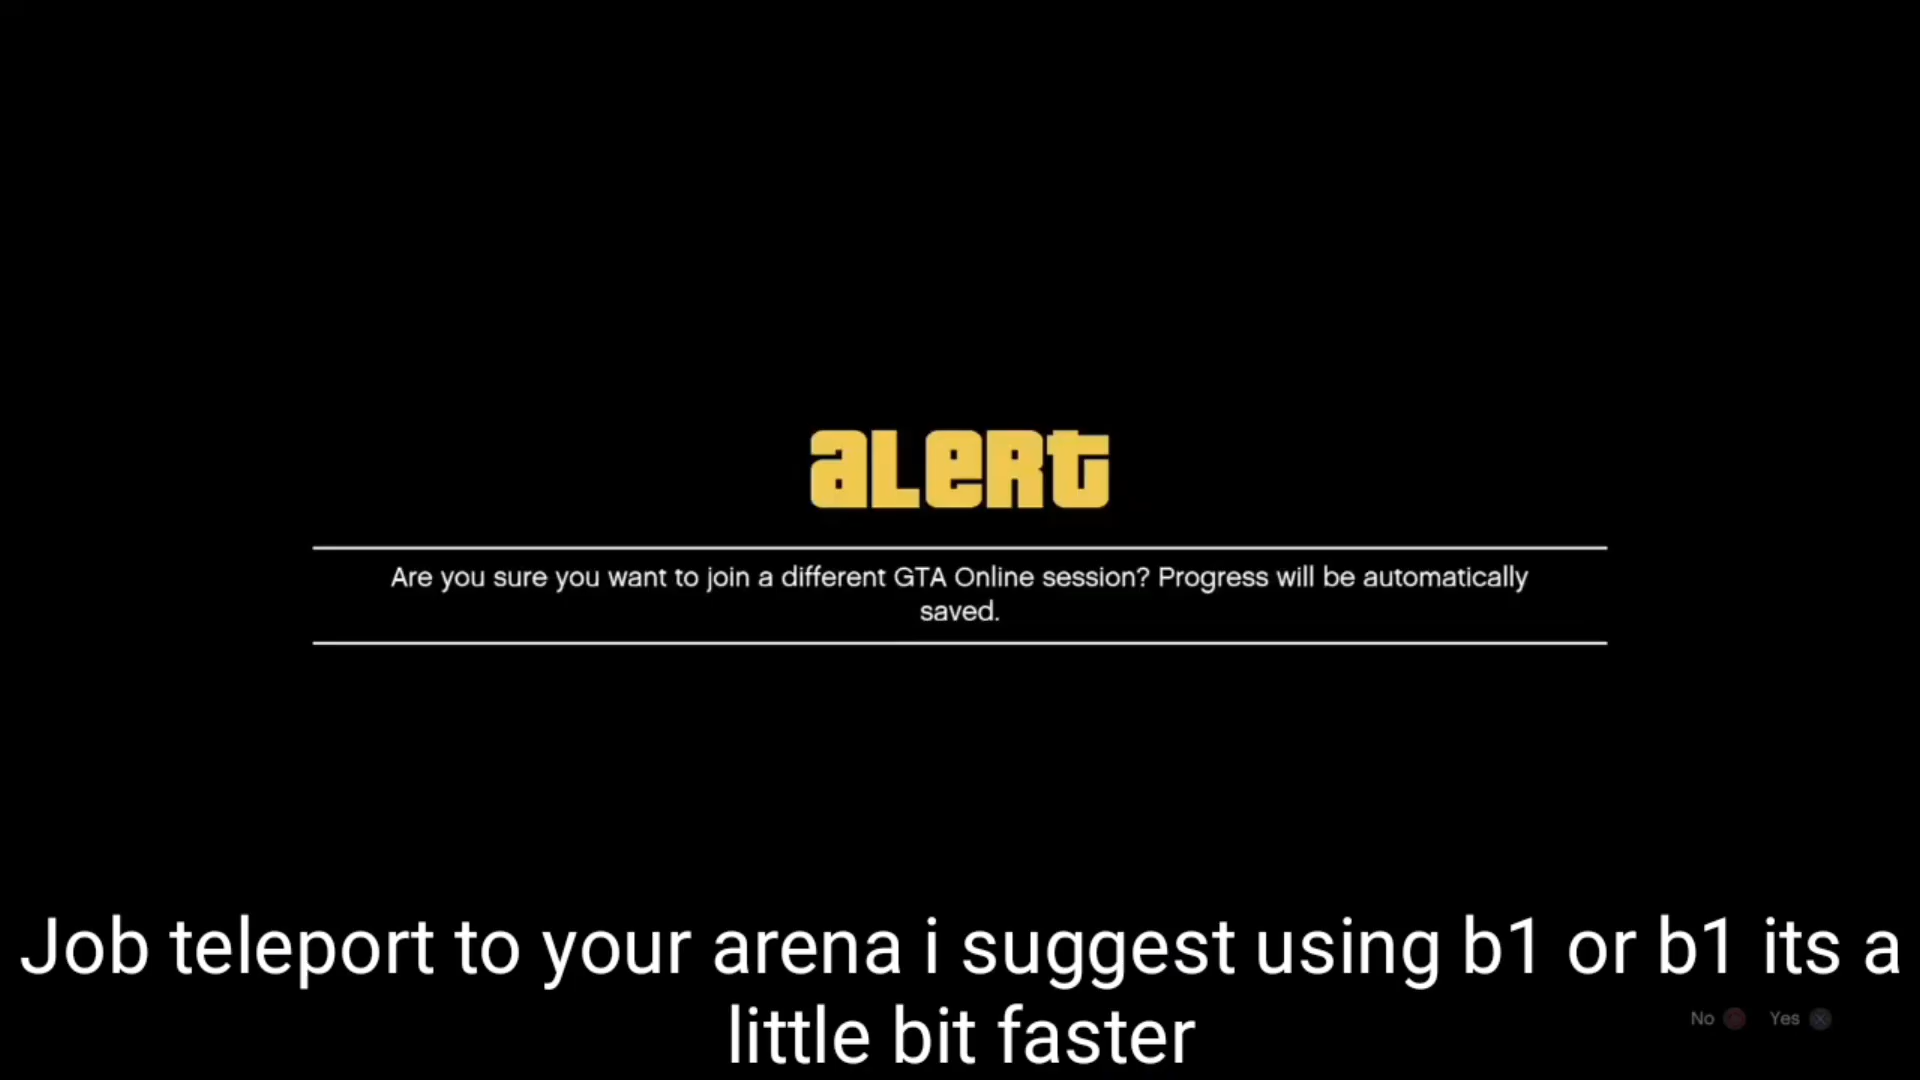 aLeRt
Are you sure you want to join a different GTA Online session? Progress will be automatically
saved.
Job teleport to your arena i suggest using b1 or b1 its a
little bit faster
No Yes